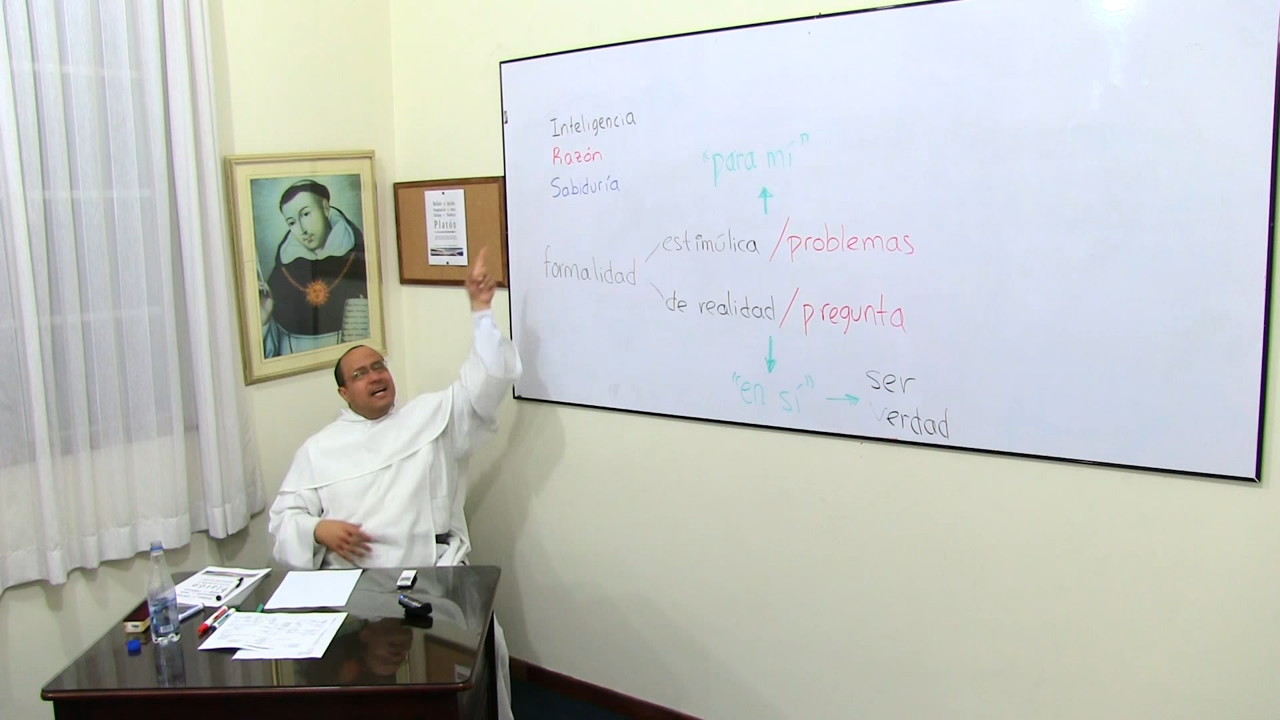 Inteligencia
Razón
Sabiduría
"para mí"
formalidad
estimúlica /problemas
de realidad /pregunta
"en sí" → ser
verdad
Platón